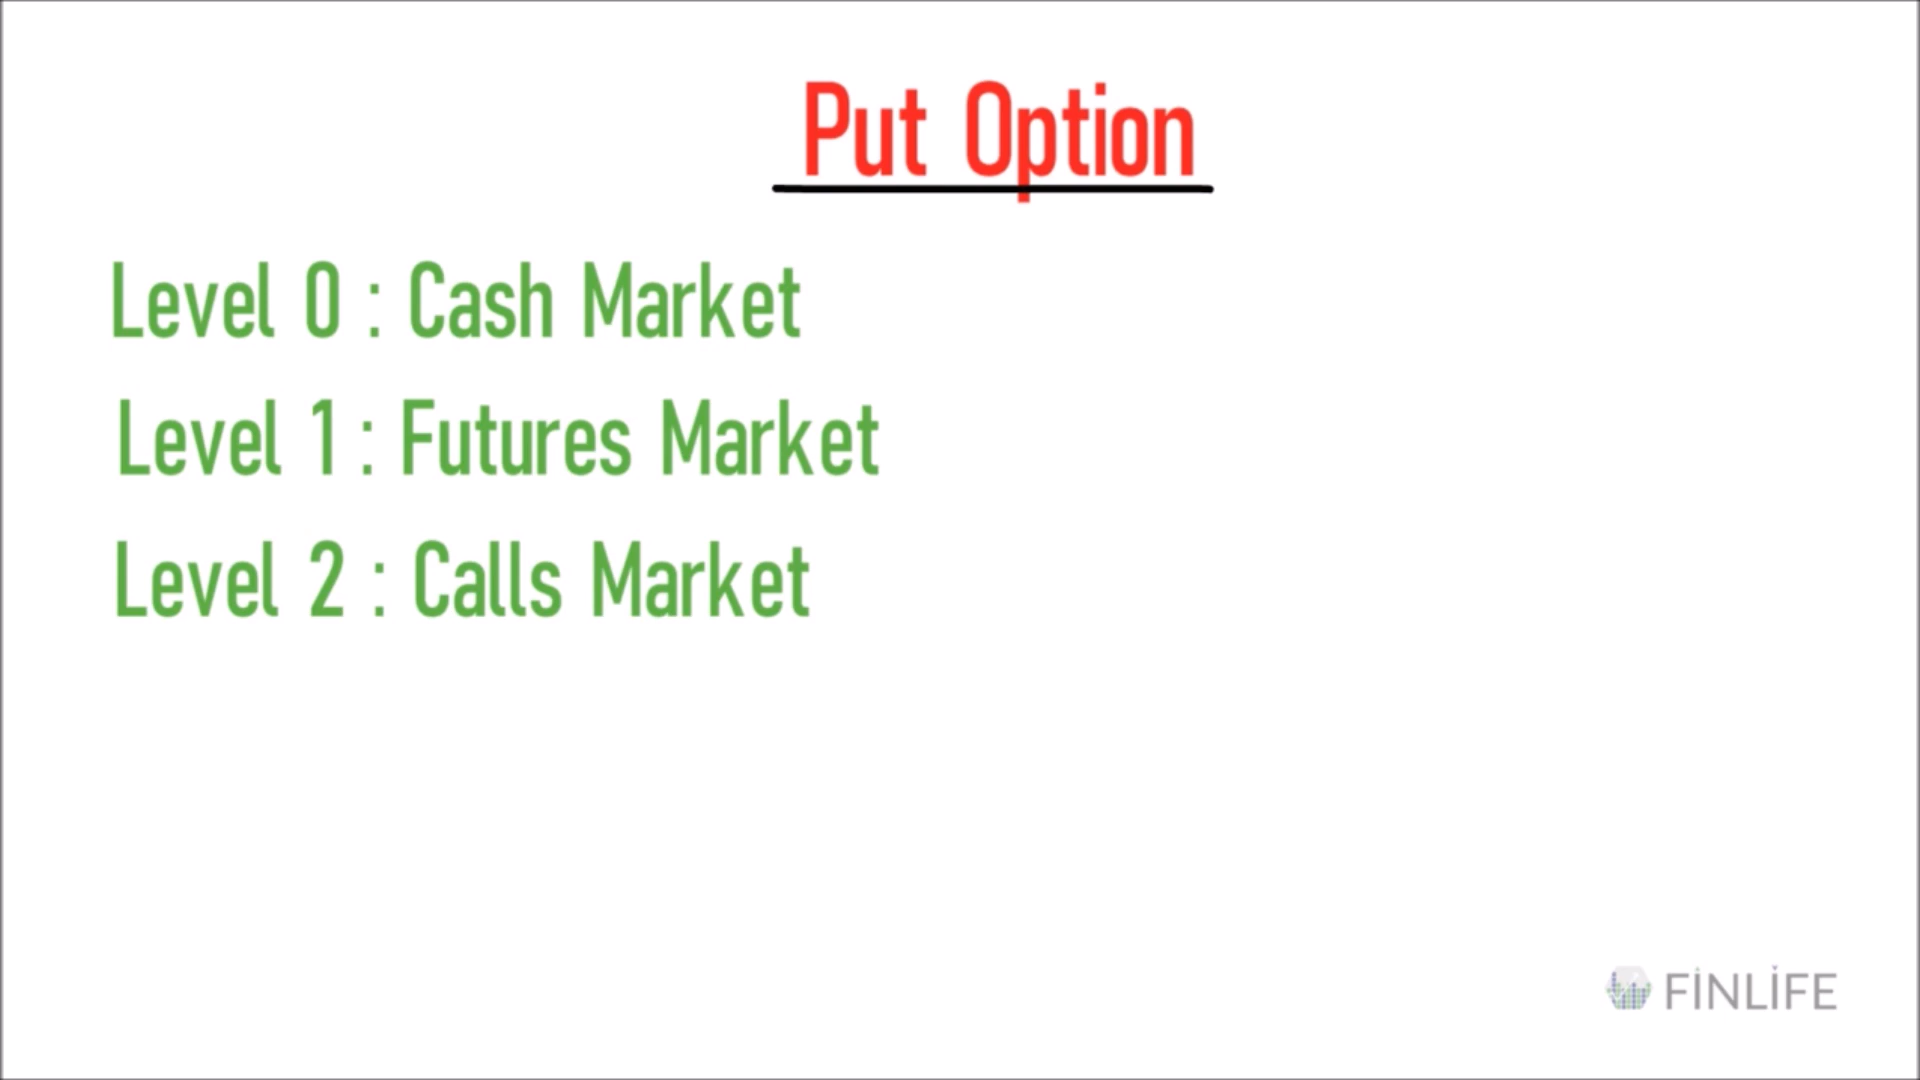 Put Option
Level 0 : Cash Market
Level 1 : Futures Market
Level 2 : Calls Market
FİNLİFE